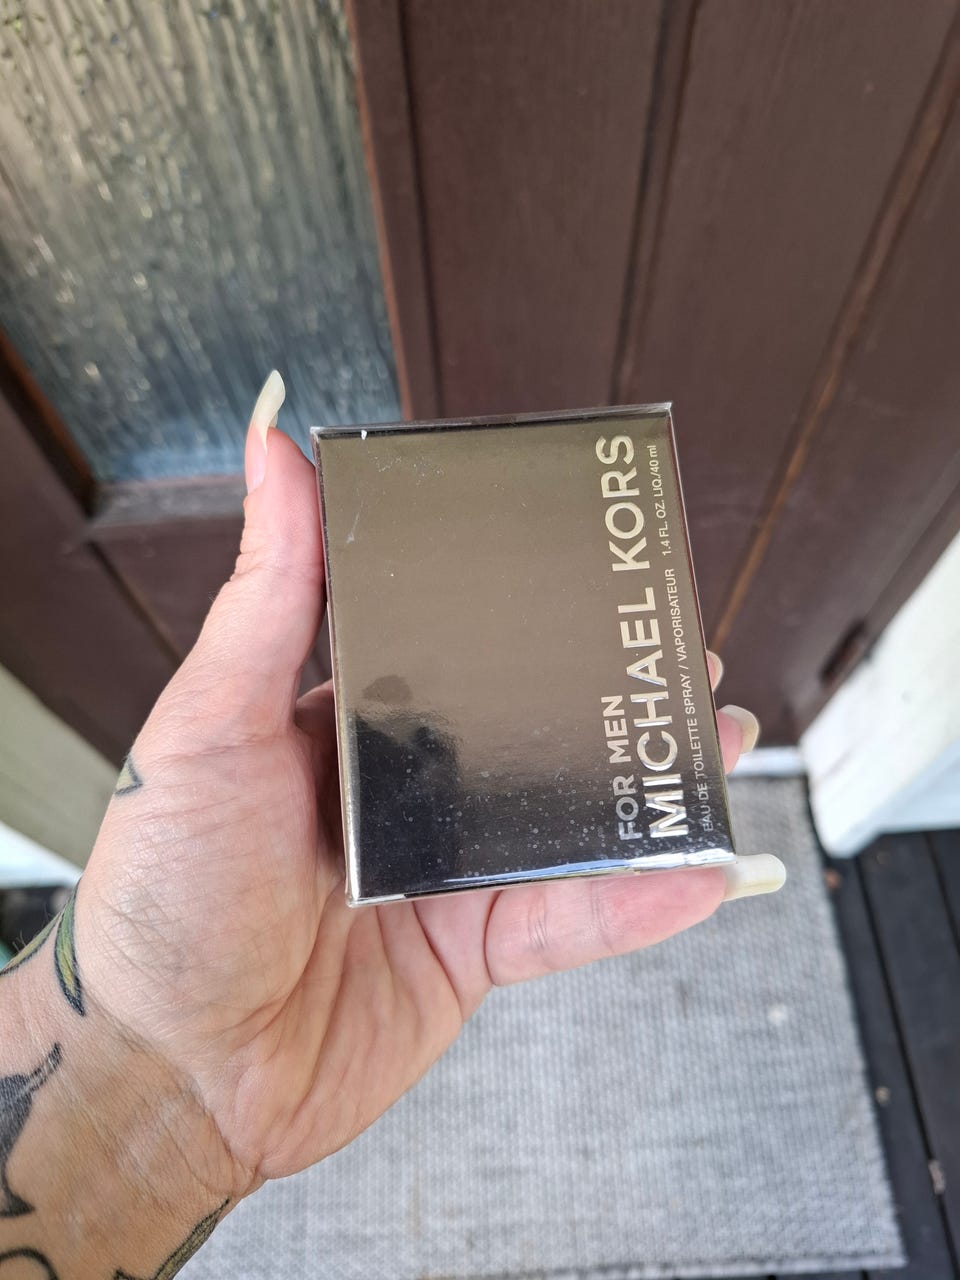 FOR MEN
MICHAEL KORS
EAU DE TOILETTE SPRAY / VAPORISATEUR 1.4 FL. OZ. LIQ./40 ml